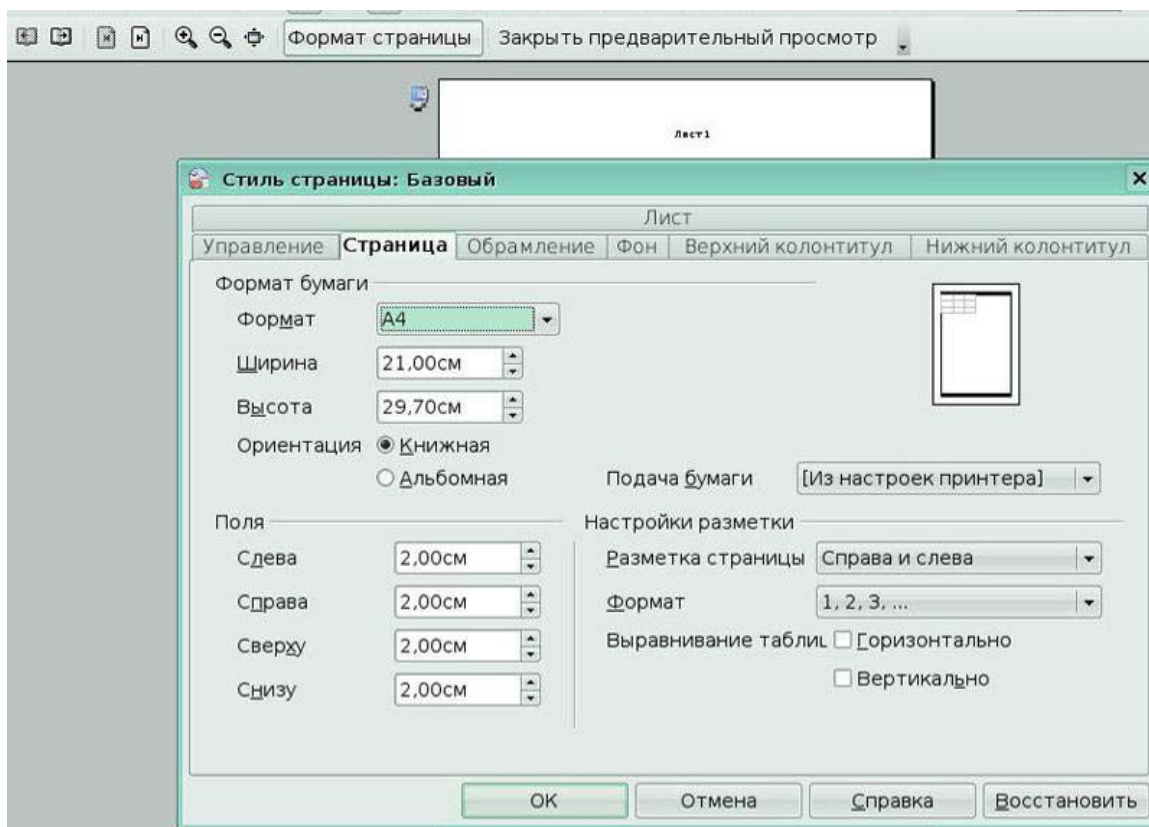 Формат страницы Закрыть предварительный просмотр
Лист1
Стиль страницы: Базовый
Лист
Управление Страница Обрамление Фон Верхний колонтитул Нижний колонтитул
Формат бумаги
Формат A4
Ширина 21,00см
Высота 29,70см
Ориентация Книжная
Альбомная Подача бумаги [Из настроек принтера]
Поля Настройки разметки
Слева 2,00см Разметка страницы Справа и слева
Справа 2,00см Формат 1, 2, 3, ...
Сверху 2,00см Выравнивание таблиц Горизонтально
Снизу 2,00см Вертикально
OK Отмена Справка Восстановить